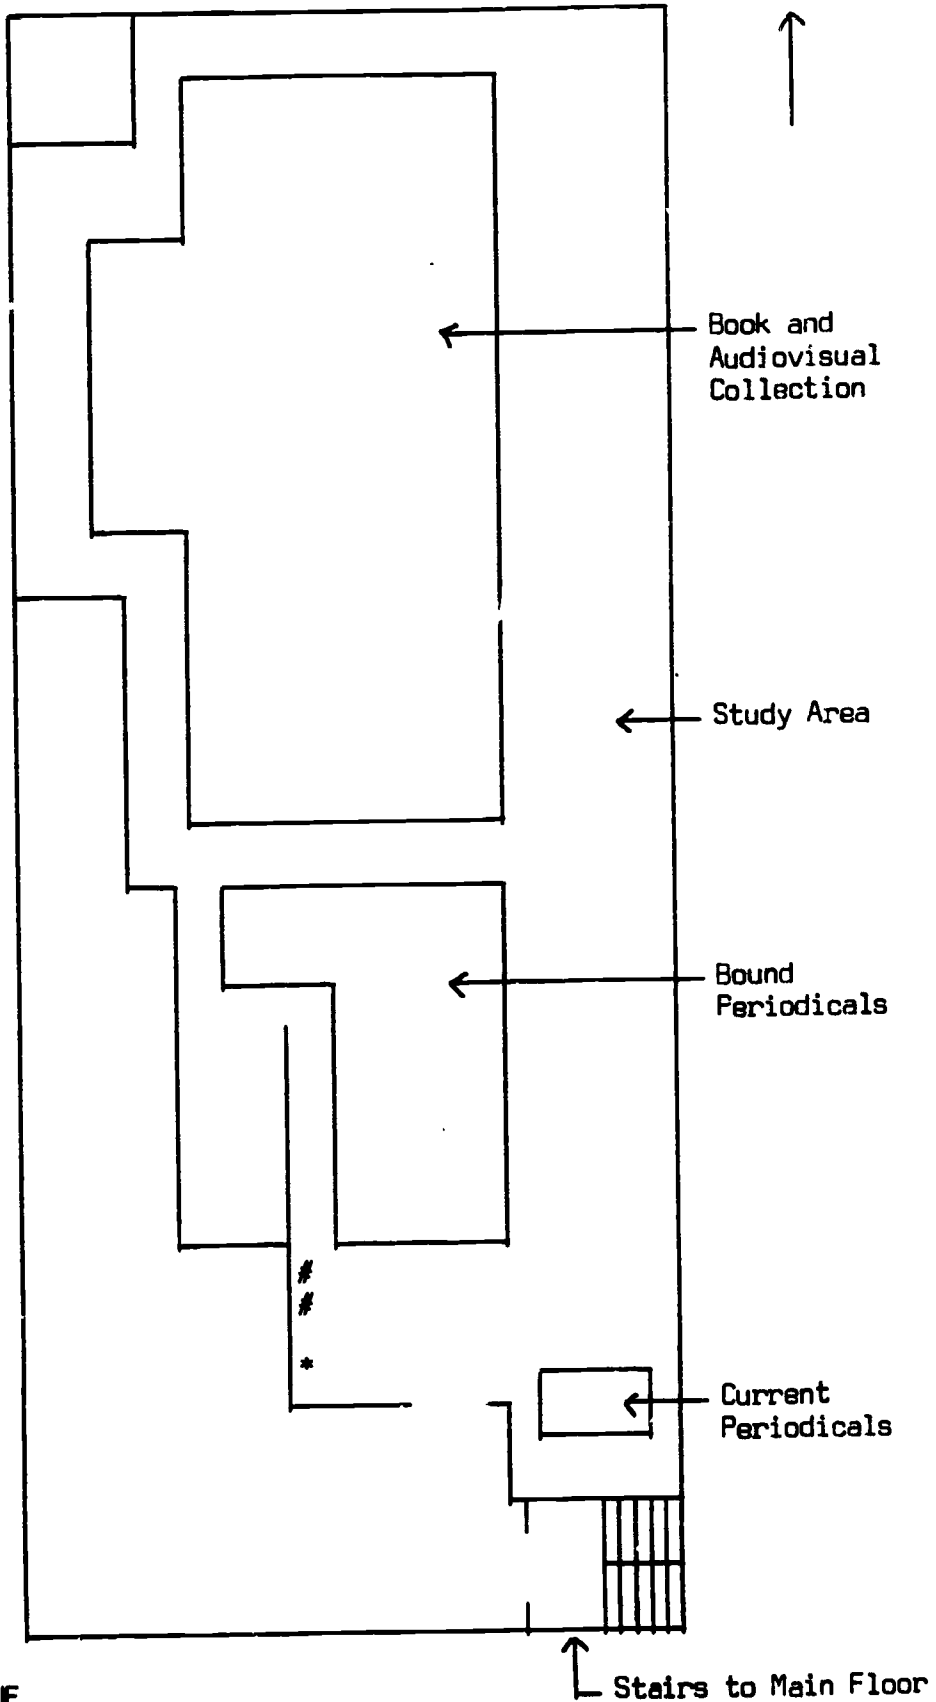 Book and
Audiovisual
Collection
Study Area
Bound
Periodicals
#
#
*
Current
Periodicals
Stairs to Main Floor